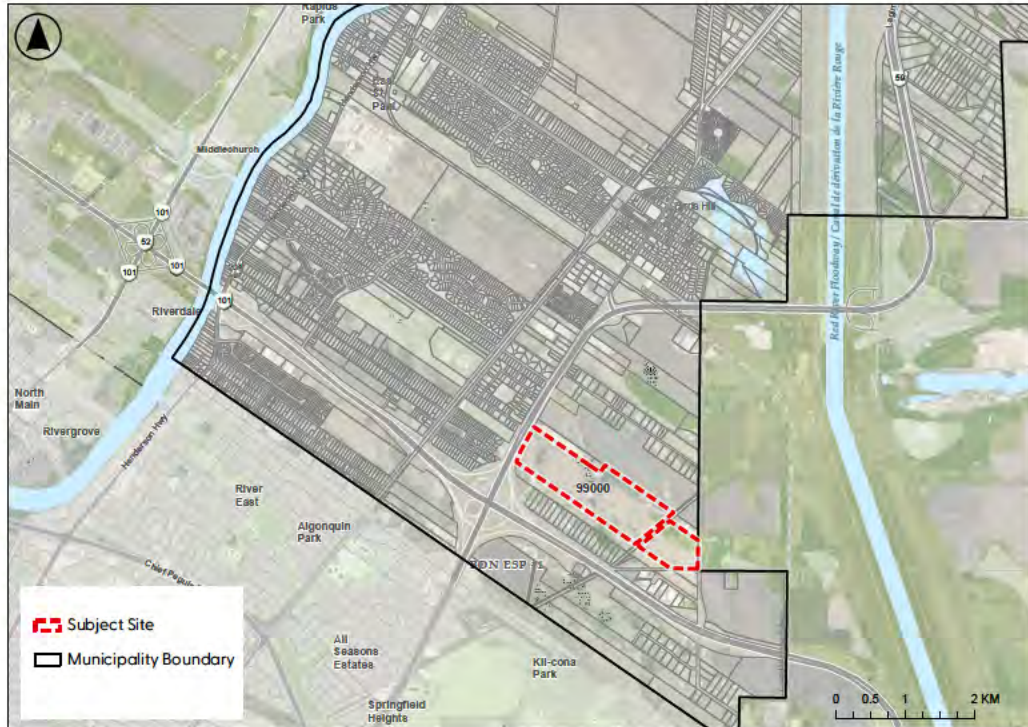 Rapids
Park
59
Middlechurch
Red River Floodway / Canal de dérivation de la Rivière Rouge
101
52
101
101
Birds Hill
101
Riverdale
North
Main
Rivergrove
Henderson Hwy
River
East
Algonquin
Park
99000
All
Seasons
Estates
Kil-cona
Park
Springfield
Heights
Subject Site
Municipality Boundary
0 0.5 1 2 KM